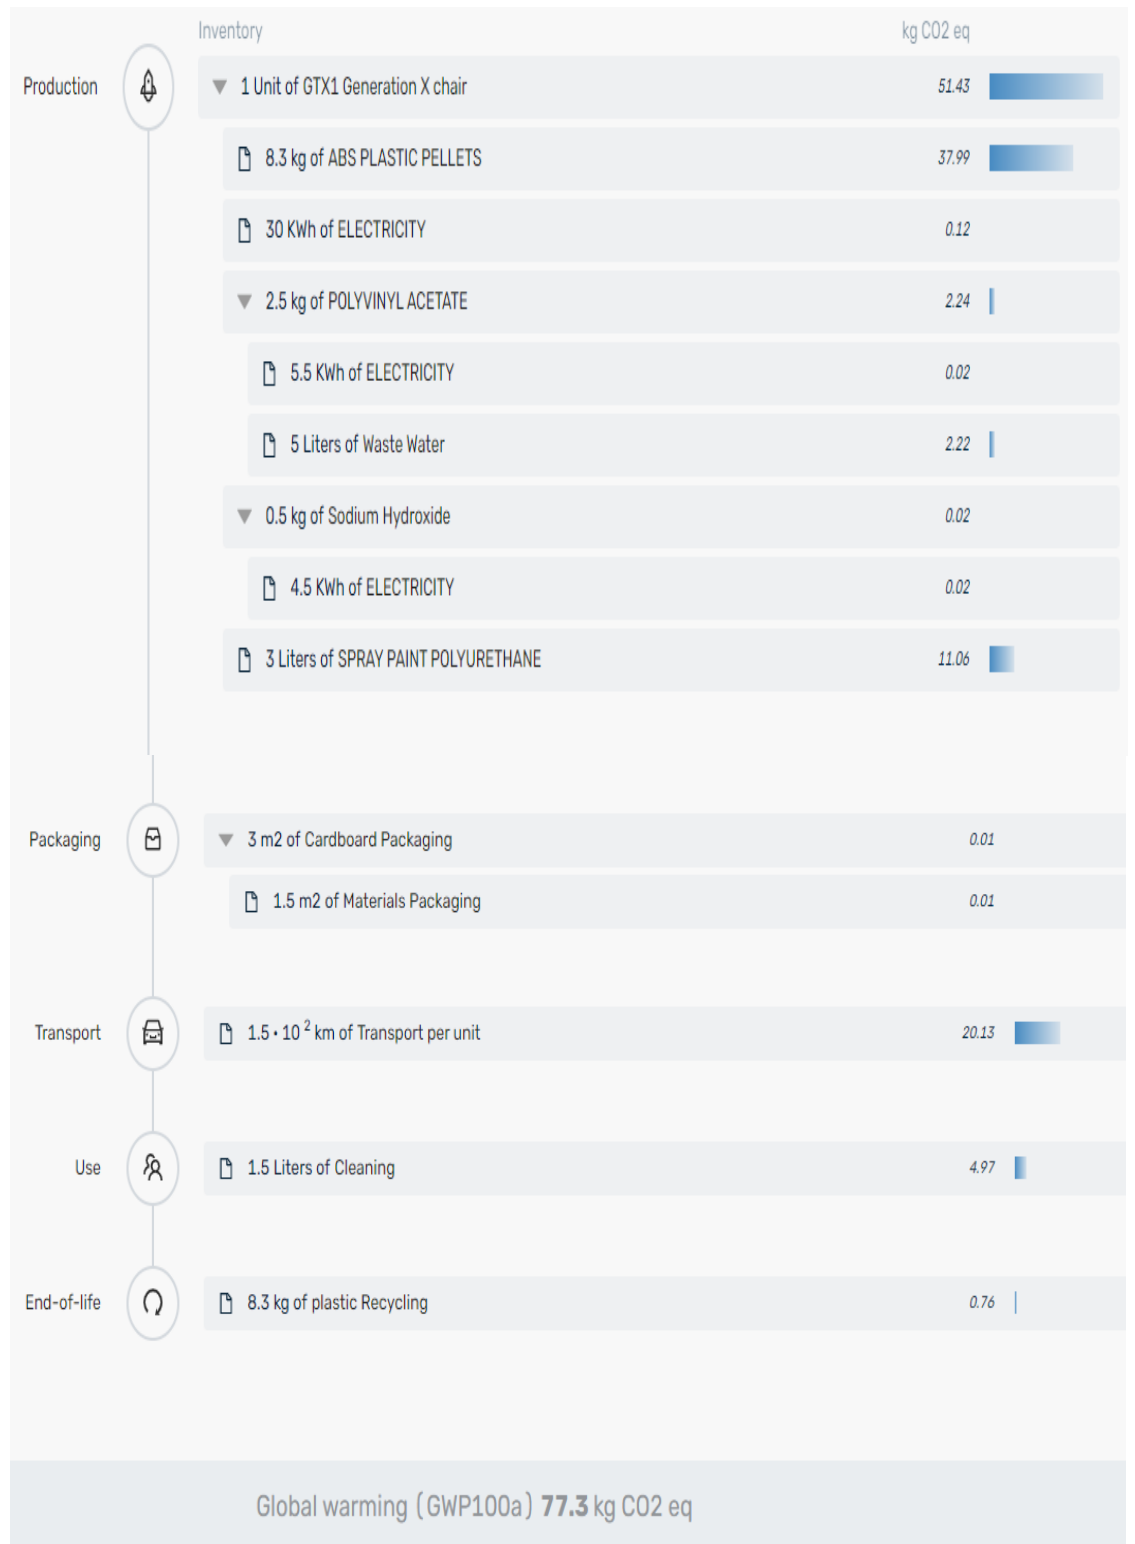 Inventory kg CO2 eq
Production 1 Unit of GTX1 Generation X chair 51.43
8.3 kg of ABS PLASTIC PELLETS 37.99
30 KWh of ELECTRICITY 0.12
2.5 kg of POLYVINYL ACETATE 2.24
5.5 KWh of ELECTRICITY 0.02
5 Liters of Waste Water 2.22
0.5 kg of Sodium Hydroxide 0.02
4.5 KWh of ELECTRICITY 0.02
3 Liters of SPRAY PAINT POLYURETHANE 11.06
Packaging 3 m2 of Cardboard Packaging 0.01
1.5 m2 of Materials Packaging 0.01
Transport 1.5 · 10² km of Transport per unit 20.13
Use 1.5 Liters of Cleaning 4.97
End-of-life 8.3 kg of plastic Recycling 0.76
Global warming (GWP100a) 77.3 kg CO2 eq